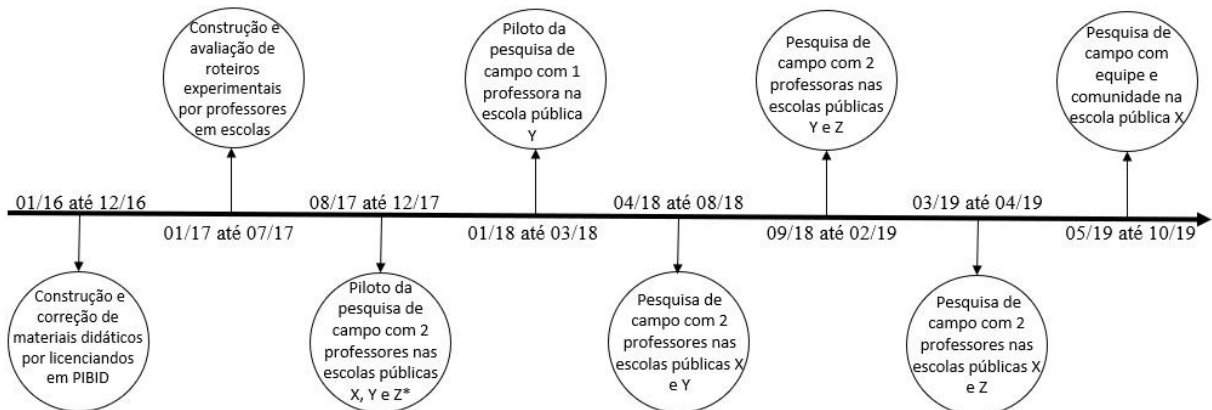 Construção e
avaliação de
roteiros
experimentais
por professores
em escolas
Piloto da
pesquisa de
campo com 1
professora na
escola pública
Y
Pesquisa de
campo com 2
professoras nas
escolas públicas
Y e Z
Pesquisa de
campo com
equipe e
comunidade na
escola pública X
01/16 até 12/16
08/17 até 12/17
04/18 até 08/18
03/19 até 04/19
01/17 até 07/17
01/18 até 03/18
09/18 até 02/19
05/19 até 10/19
Construção e
correção de
materiais didáticos
por licenciandos
em PIBID
Piloto da
pesquisa de
campo com 2
professores nas
escolas públicas
X, Y e Z*
Pesquisa de
campo com 2
professores nas
escolas públicas X
e Y
Pesquisa de
campo com 2
professores nas
escolas públicas X
e Z